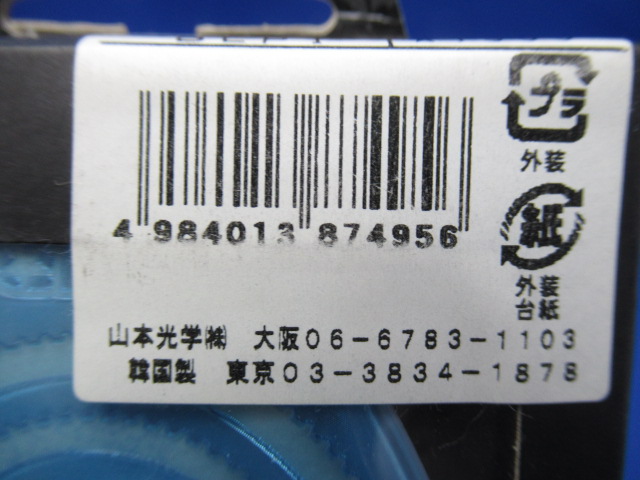 プラ
外装
4 984013 874956
紙
外装
台紙
山本光学㈱ 大阪06-6783-1103
韓国製 東京03-3834-1878